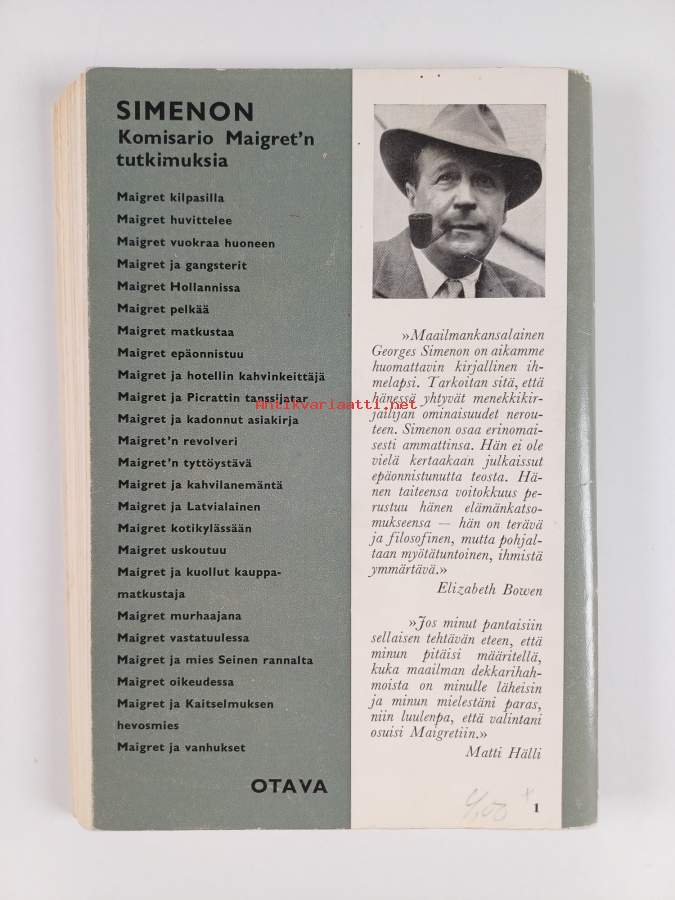 SIMENON
Komisario Maigret'n
tutkimuksia
Maigret kilpasilla
Maigret huvittelee
Maigret vuokraa huoneen
Maigret ja gangsterit
Maigret Hollannissa
Maigret pelkää
Maigret matkustaa
Maigret epäonnistuu
Maigret ja hotellin kahvinkeittäjä
Maigret ja Picrattin tanssijatar
Maigret ja kadonnut asiakirja
Maigret'n revolveri
Maigret'n tyttöystävä
Maigret ja kahvilanemäntä
Maigret ja Latvialainen
Maigret kotikylässään
Maigret uskoutuu
Maigret ja kuollut kauppa-
matkustaja
Maigret murhaajana
Maigret vastatuulessa
Maigret ja mies Seinen rannalta
Maigret oikeudessa
Maigret ja Kaitselmuksen
hevosmies
Maigret ja vanhukset
OTAVA
»Maailmankansalainen
Georges Simenon on aikamme
huomattavin kirjallinen ih-
melapsi. Tarkoitan sitä, että
hänessä yhtyvät menekkikir-
jailijan ominaisuudet nerou-
teen. Simenon osaa erinomai-
sesti ammattinsa. Hän ei ole
vielä kertaakaan julkaissut
epäonnistunutta teosta. Hä-
nen taiteensa voitokkuus pe-
rustuu hänen elämänkatso-
mukseensa — hän on terävä
ja filosofinen, mutta pohjal-
taan myötätuntoinen, ihmistä
ymmärtävä.»
Elizabeth Bowen
»Jos minut pantaisiin
sellaisen tehtävän eteen, että
minun pitäisi määritellä,
kuka maailman dekkarihah-
moista on minulle läheisin
ja minun mielestäni paras,
niin luulenpa, että valintani
osuisi Maigretiin.»
Matti Hälli
4,00 x
1
Antikvariaatti.net